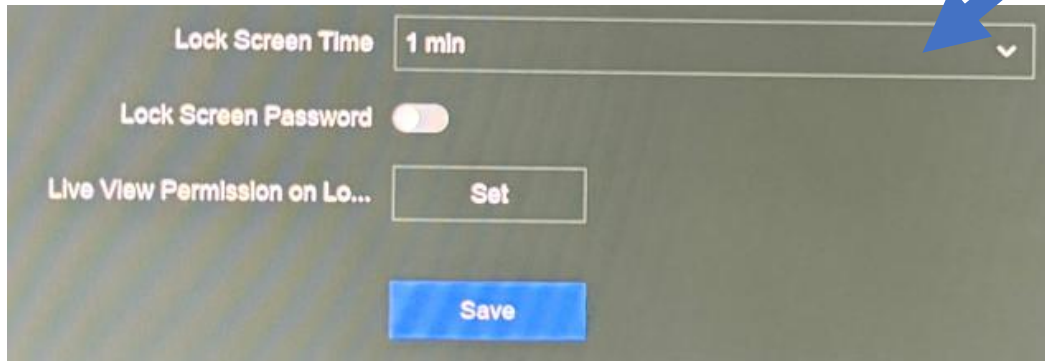 Lock Screen Time 1 min
Lock Screen Password
Live View Permission on Lo... Set
Save